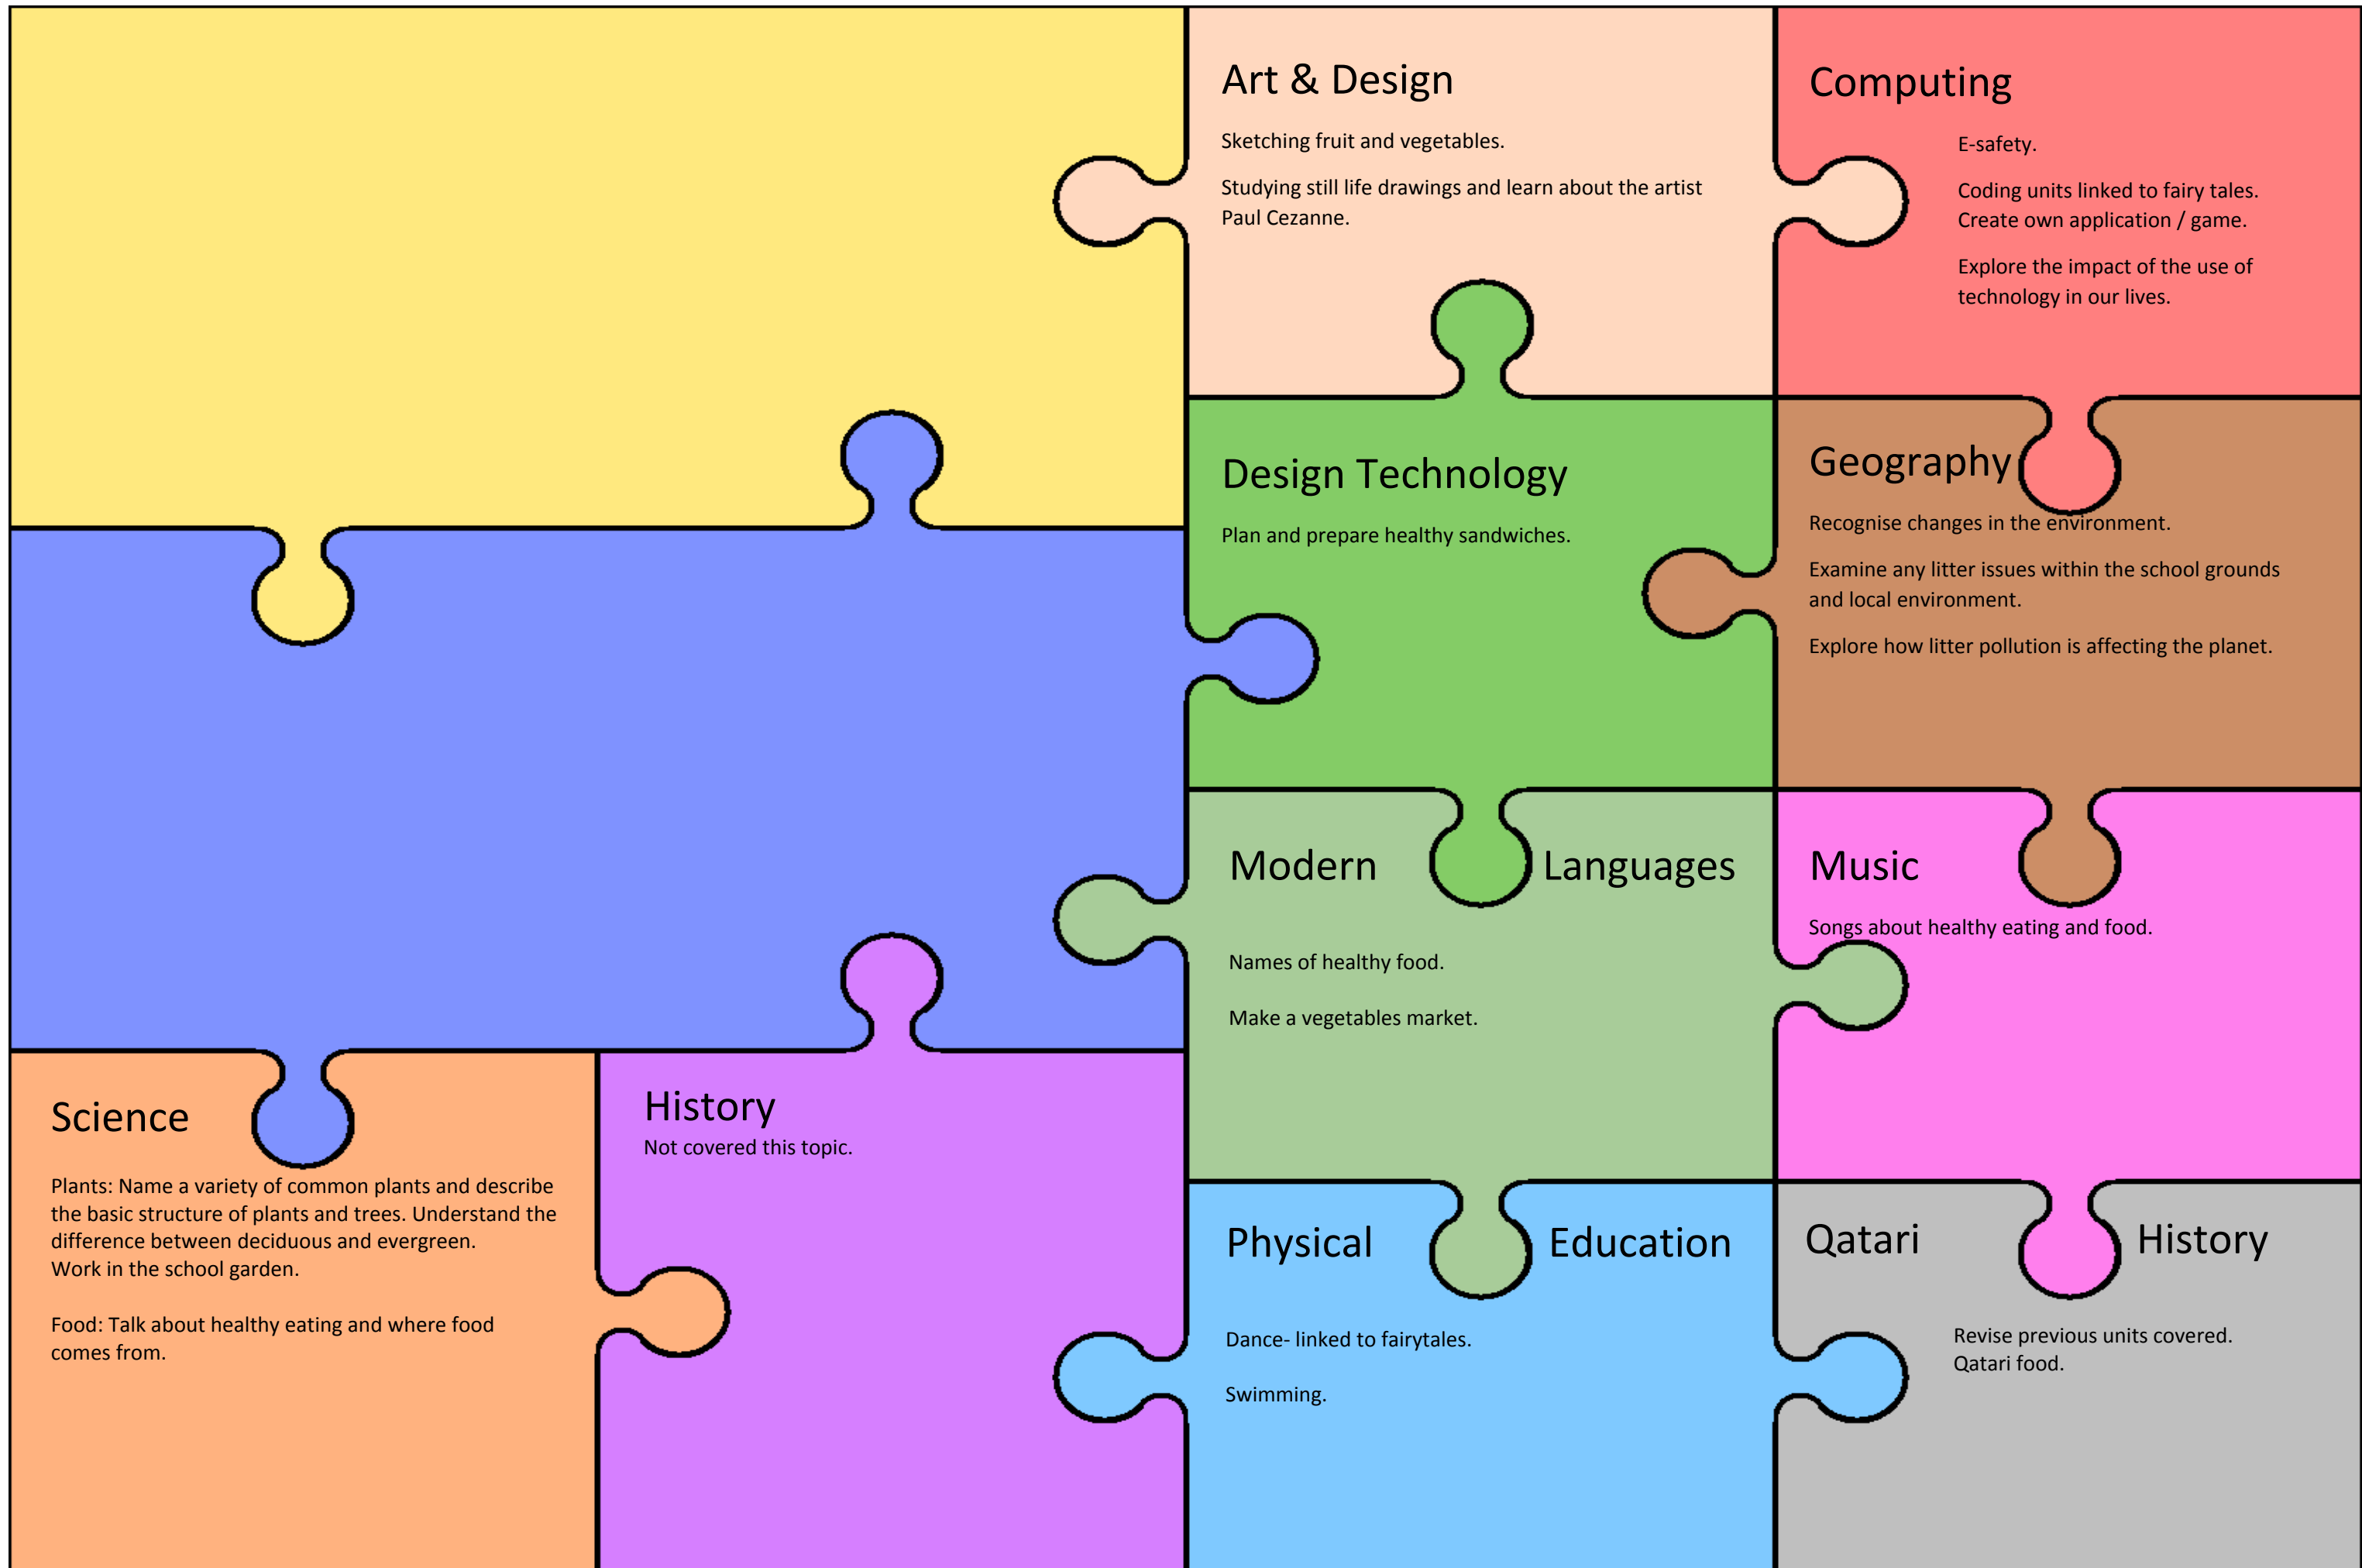 Art & Design
Sketching fruit and vegetables.
Studying still life drawings and learn about the artist
Paul Cezanne.
Computing
E-safety.
Coding units linked to fairy tales.
Create own application / game.
Explore the impact of the use of
technology in our lives.
Design Technology
Plan and prepare healthy sandwiches.
Geography
Recognise changes in the environment.
Examine any litter issues within the school grounds
and local environment.
Explore how litter pollution is affecting the planet.
Modern Languages
Names of healthy food.
Make a vegetables market.
Music
Songs about healthy eating and food.
Science
Plants: Name a variety of common plants and describe
the basic structure of plants and trees. Understand the
difference between deciduous and evergreen.
Work in the school garden.
Food: Talk about healthy eating and where food
comes from.
History
Not covered this topic.
Physical Education
Dance- linked to fairytales.
Swimming.
Qatari History
Revise previous units covered.
Qatari food.